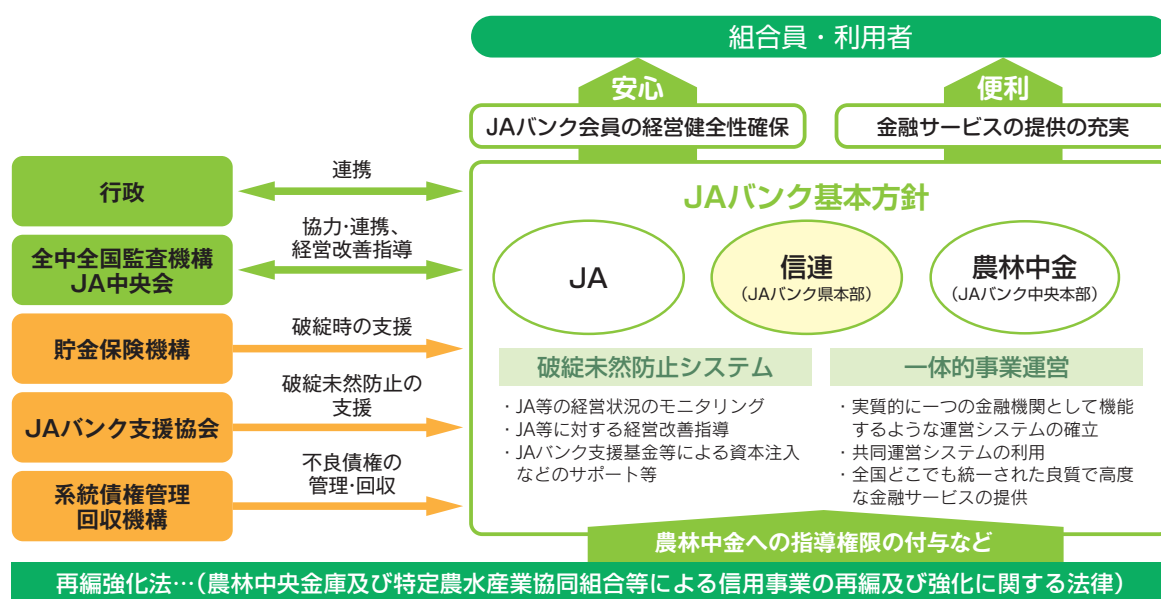 組合員・利用者
安心
便利
JAバンク会員の経営健全性確保
金融サービスの提供の充実
行政
連携
全中全国監査機構
JA中央会
協力・連携、
経営改善指導
貯金保険機構
破綻時の支援
JAバンク支援協会
破綻未然防止の
支援
系統債権管理
回収機構
不良債権の
管理・回収
JAバンク基本方針
JA
信連
（JAバンク県本部）
農林中金
（JAバンク中央本部）
破綻未然防止システム
・JA等の経営状況のモニタリング
・JA等に対する経営改善指導
・JAバンク支援基金等による資本注入
などのサポート等
一体的事業運営
・実質的に一つの金融機関として機能
するような運営システムの確立
・共同運営システムの利用
・全国どこでも統一された良質で高度
な金融サービスの提供
農林中金への指導権限の付与など
再編強化法…（農林中央金庫及び特定農水産業協同組合等による信用事業の再編及び強化に関する法律）